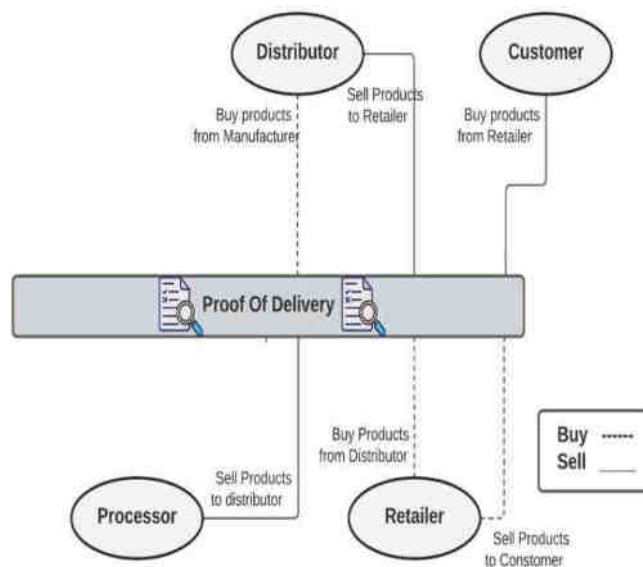 Distributor
Customer
Buy products
from Manufacturer
Sell Products
to Retailer
Buy products
from Retailer
Proof Of Delivery
Buy Products
from Distributor
Buy -----
Sell ___
Sell Products
to distributor
Processor
Retailer
Sell Products
to Constomer